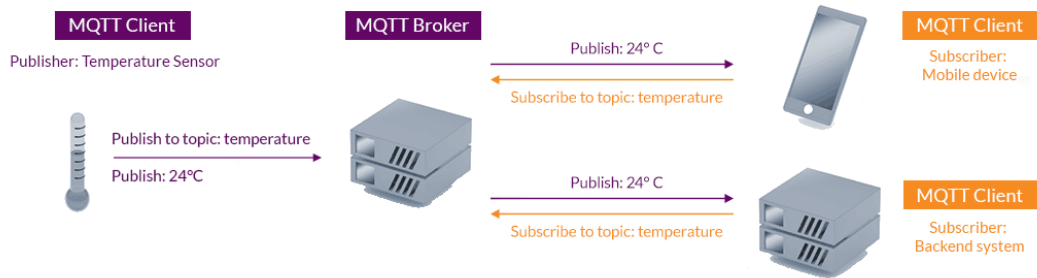 MQTT Client
Publisher: Temperature Sensor
Publish to topic: temperature
Publish: 24°C
MQTT Broker
Publish: 24° C
Subscribe to topic: temperature
MQTT Client
Subscriber:
Mobile device
Publish: 24° C
Subscribe to topic: temperature
MQTT Client
Subscriber:
Backend system